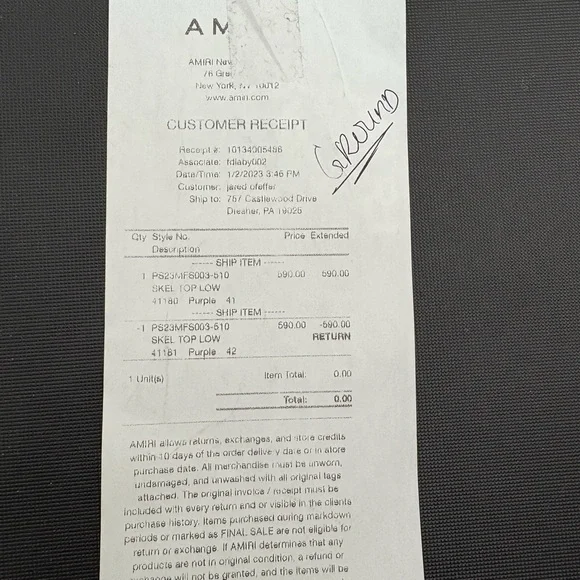 AM
AMIRI New
76 Gre
New York, NY 10012
www.amiri.com
CUSTOMER RECEIPT
GROUND
Receipt #: 10134005486
Associate: fdiaby002
Date/Time: 1/2/2023 3:46 PM
Customer: jared pfeffer
Ship to: 767 Castlewood Drive
Dresher, PA 19025
Qty Style No. Price Extended
Description
------ SHIP ITEM ------
1 PS23MFS003-510 590.00 590.00
SKEL TOP LOW
41180 Purple 41
------ SHIP ITEM ------
-1 PS23MFS003-510 590.00 -590.00
SKEL TOP LOW RETURN
41181 Purple 42
1 Unit(s) Item Total: 0.00
Total: 0.00
AMIRI allows returns, exchanges, and store credits
within 10 days of the order delivery date or in store
purchase date. All merchandise must be unworn,
undamaged, and unwashed with all original tags
attached. The original invoice / receipt must be
included with every return and or visible in the clients
purchase history. Items purchased during markdown
periods or marked as FINAL SALE are not eligible for
return or exchange. If AMIRI determines that any
products are not in original condition, a refund or
exchange will not be granted, and the items will be